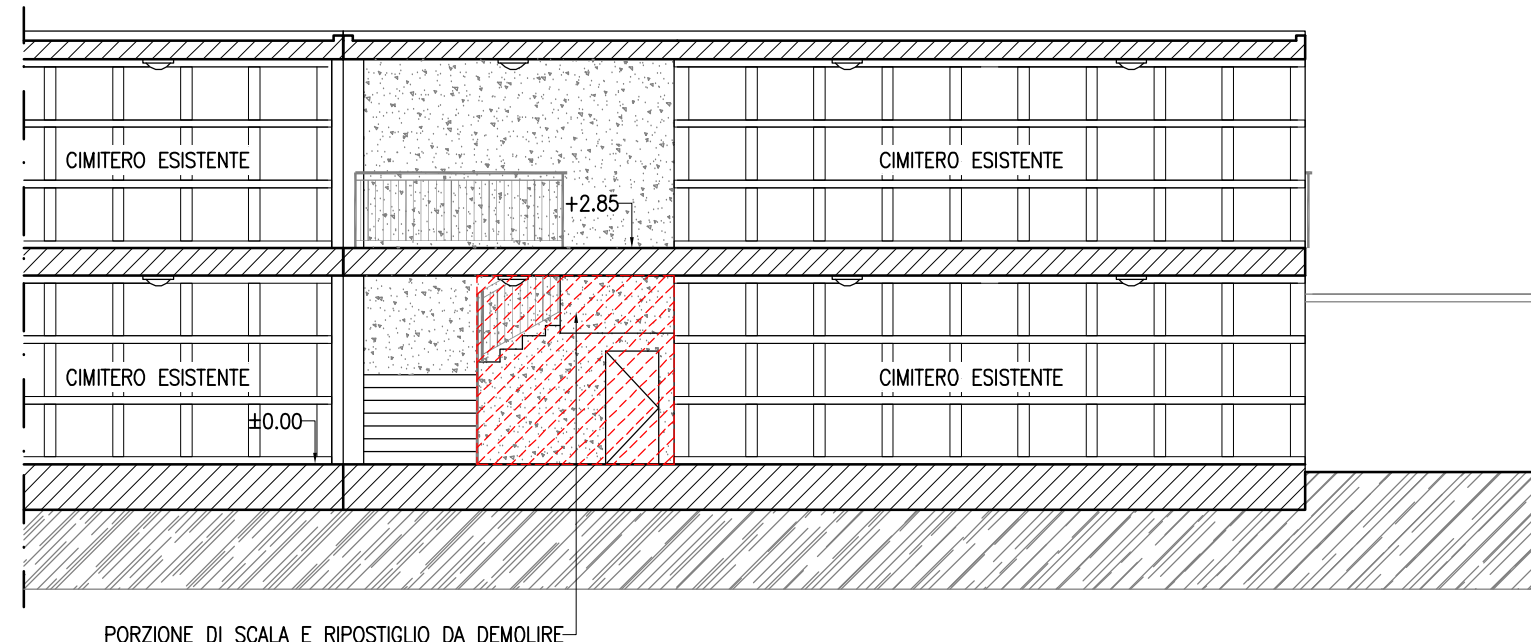 CIMITERO ESISTENTE
CIMITERO ESISTENTE
+2.85
CIMITERO ESISTENTE
CIMITERO ESISTENTE
±0.00
PORZIONE DI SCALA E RIPOSTIGLIO DA DEMOLIRE